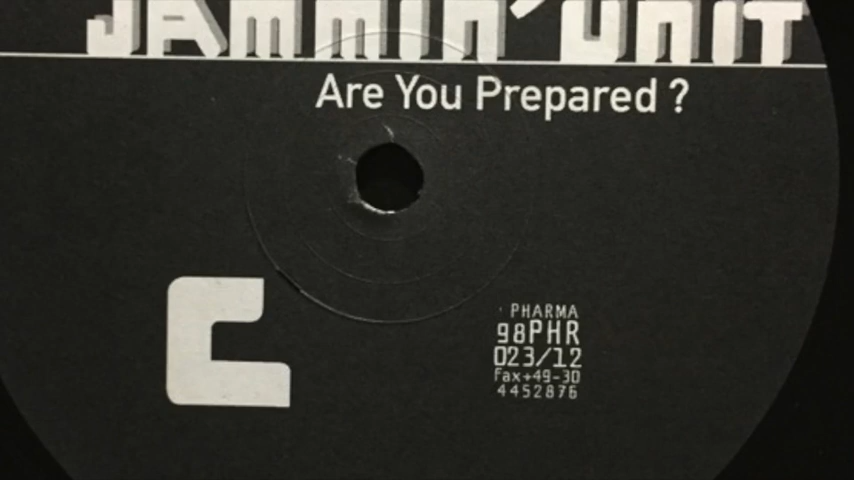 JAMMIN' UNIT
Are You Prepared ?
C
PHARMA
98PHR
023/12
Fax+49-30
4452876